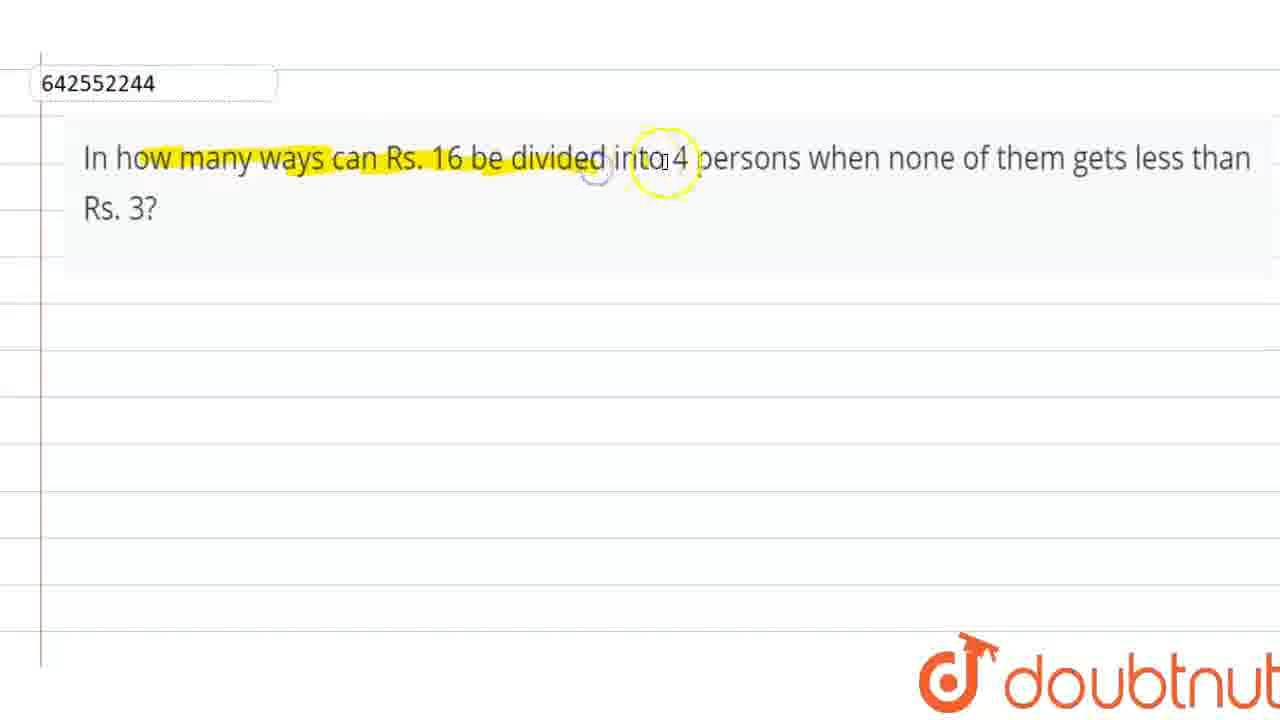 642552244
In how many ways can Rs. 16 be divided into 4 persons when none of them gets less than
Rs. 3?
doubtnut